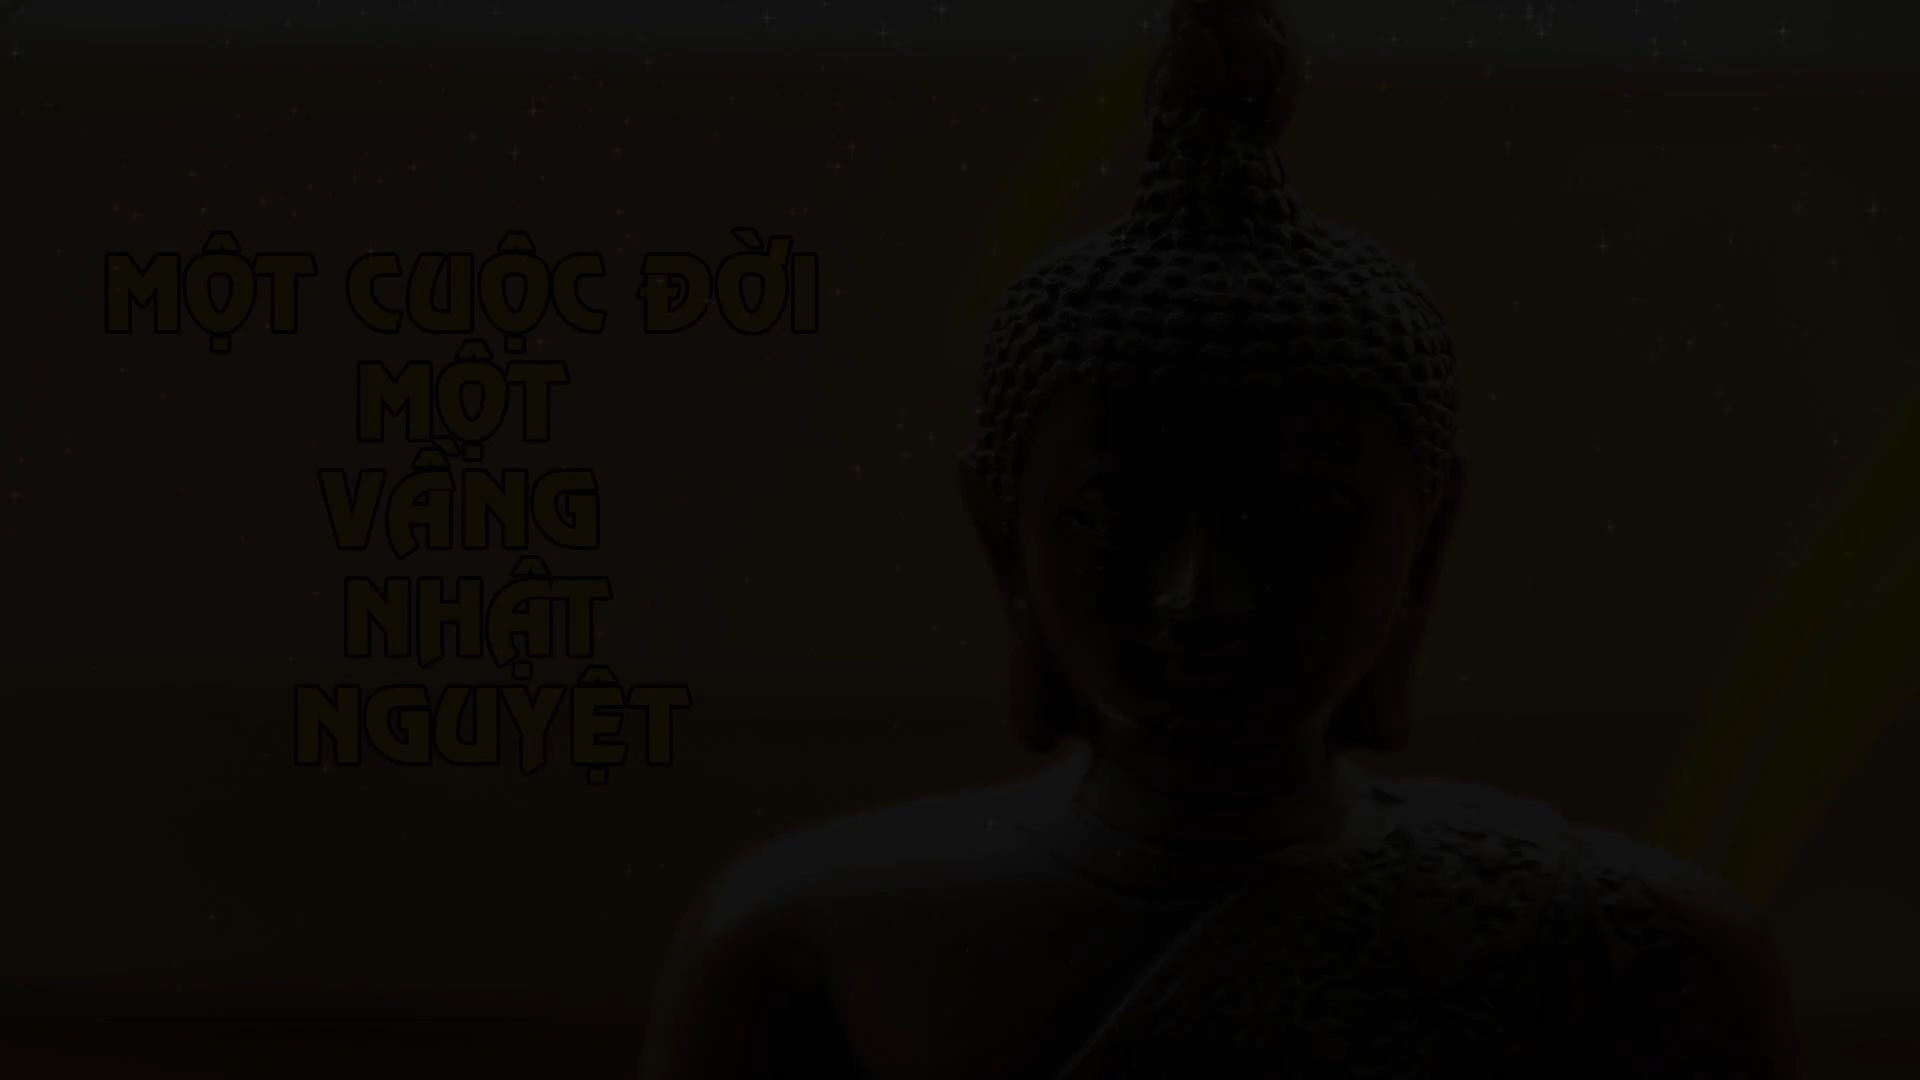 MỘT CUỘC ĐỜI
MỘT
VẦNG
NHẬT
NGUYỆT